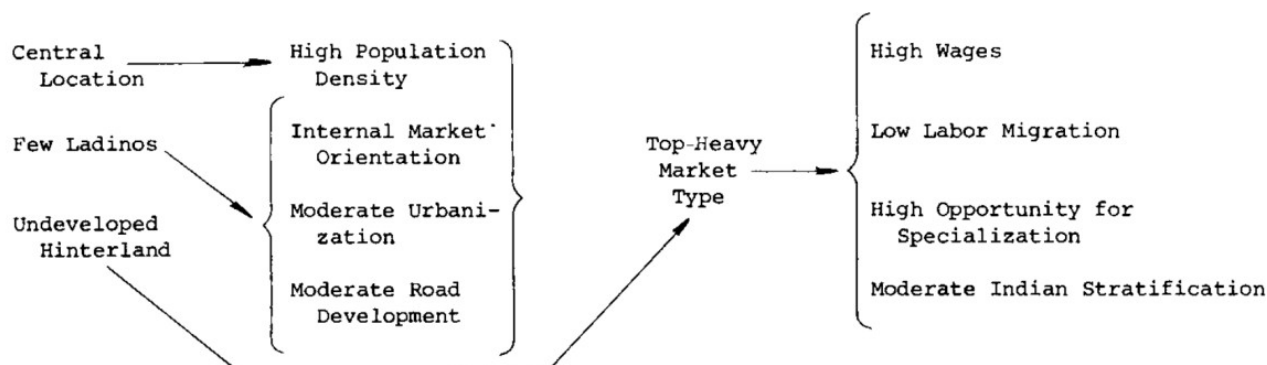 Central
Location
High Population
Density
Few Ladinos
Internal Market
Orientation
Undeveloped
Hinterland
Moderate Urbani-
zation
Moderate Road
Development
Top-Heavy
Market
Type
High Wages
Low Labor Migration
High Opportunity for
Specialization
Moderate Indian Stratification